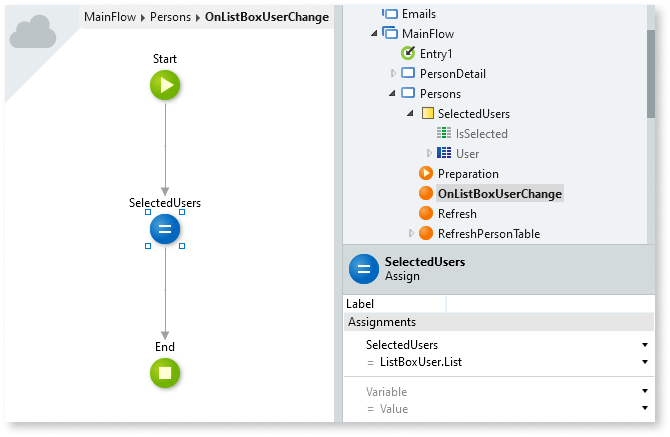 MainFlow ▸ Persons ▸ OnListBoxUserChange
Start
SelectedUsers
End
Emails
MainFlow
Entry1
PersonDetail
Persons
SelectedUsers
IsSelected
User
Preparation
OnListBoxUserChange
Refresh
RefreshPersonTable
SelectedUsers
Assign
Label
Assignments
SelectedUsers
= ListBoxUser.List
Variable
= Value